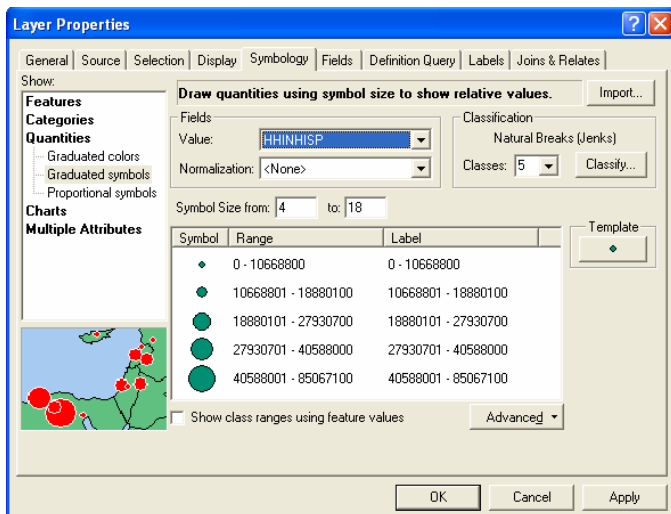 Layer Properties
General Source Selection Display Symbology Fields Definition Query Labels Joins & Relates
Show:
Features
Categories
Quantities
Graduated colors
Graduated symbols
Proportional symbols
Charts
Multiple Attributes
Draw quantities using symbol size to show relative values.
Import...
Fields
Value: HHINHISP
Normalization: <None>
Classification
Natural Breaks (Jenks)
Classes: 5 Classify...
Symbol Size from: 4 to: 18
Symbol Range Label
0 - 10668800 0 - 10668800
10668801 - 18880100 10668801 - 18880100
18880101 - 27930700 18880101 - 27930700
27930701 - 40588000 27930701 - 40588000
40588001 - 85067100 40588001 - 85067100
Template
Show class ranges using feature values
Advanced
OK Cancel Apply